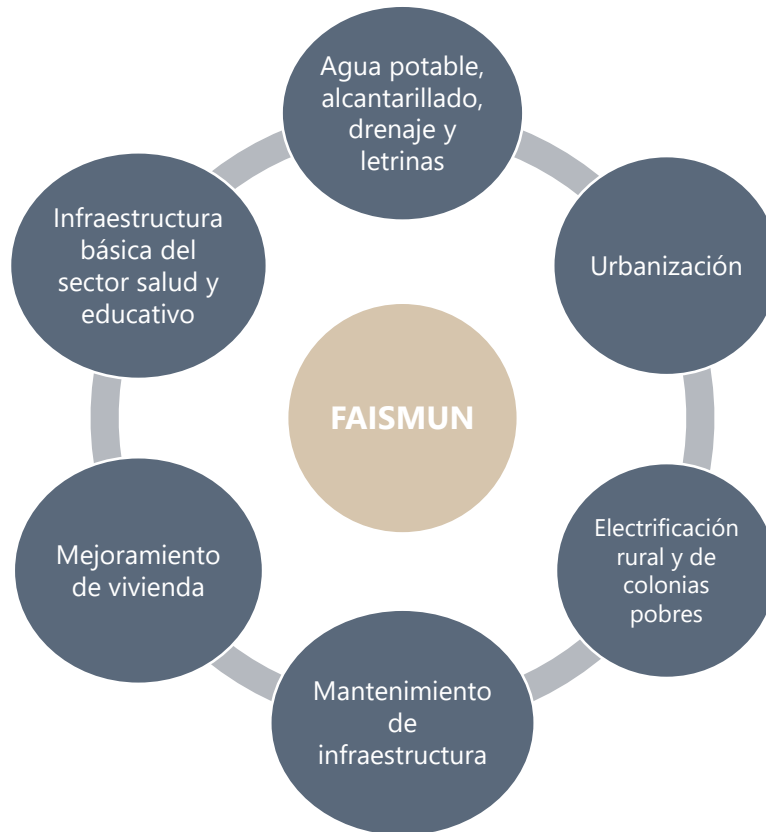 Agua potable,
alcantarillado,
drenaje y
letrinas
Urbanización
Electrificación
rural y de
colonias
pobres
Mantenimiento
de
infraestructura
Mejoramiento
de vivienda
Infraestructura
básica del
sector salud y
educativo
FAISMUN